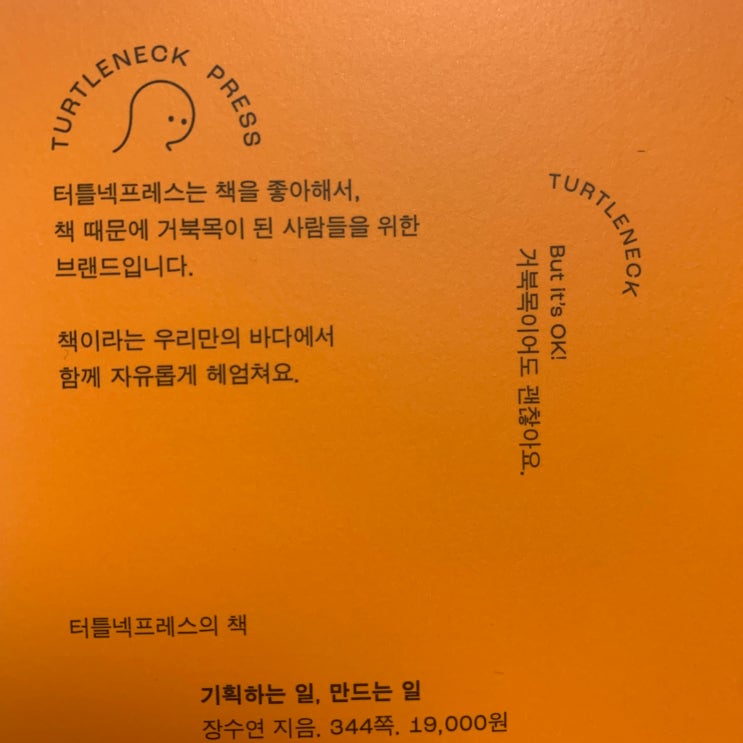 TURTLENECK PRESS
터틀넥프레스는 책을 좋아해서,
책 때문에 거북목이 된 사람들을 위한
브랜드입니다.
책이라는 우리만의 바다에서
함께 자유롭게 헤엄쳐요.
TURTLENECK
But it's OK!
거북목이어도 괜찮아요.
터틀넥프레스의 책
기획하는 일, 만드는 일
장수연 지음. 344쪽. 19,000원